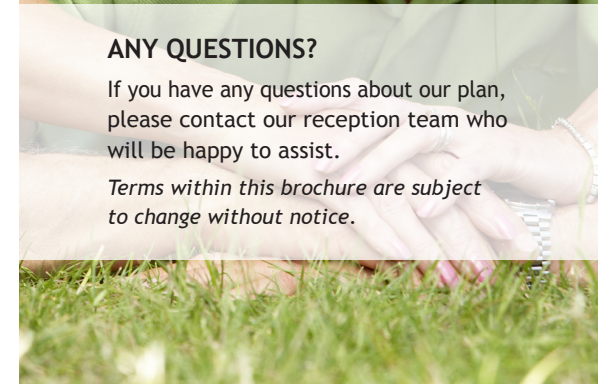 ANY QUESTIONS?
If you have any questions about our plan,
please contact our reception team who
will be happy to assist.
Terms within this brochure are subject
to change without notice.